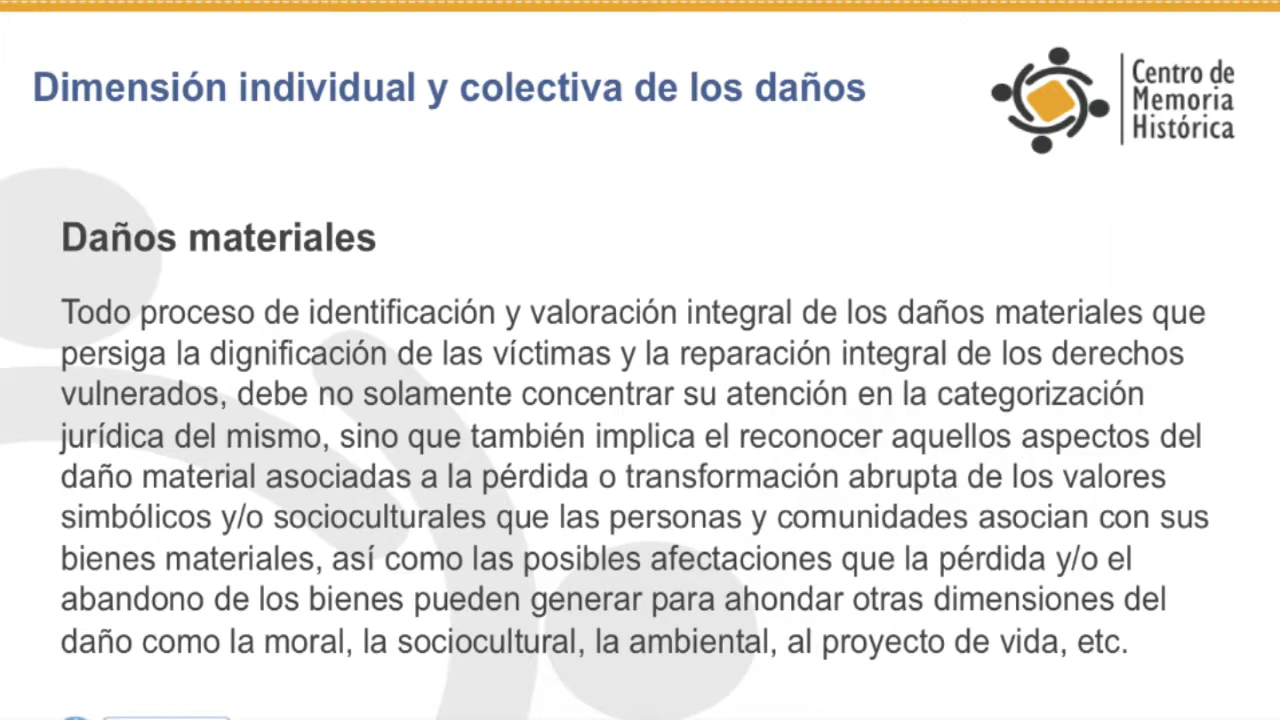 Dimensión individual y colectiva de los daños
Centro de
Memoria
Histórica
Daños materiales
Todo proceso de identificación y valoración integral de los daños materiales que
persiga la dignificación de las víctimas y la reparación integral de los derechos
vulnerados, debe no solamente concentrar su atención en la categorización
jurídica del mismo, sino que también implica el reconocer aquellos aspectos del
daño material asociadas a la pérdida o transformación abrupta de los valores
simbólicos y/o socioculturales que las personas y comunidades asocian con sus
bienes materiales, así como las posibles afectaciones que la pérdida y/o el
abandono de los bienes pueden generar para ahondar otras dimensiones del
daño como la moral, la sociocultural, la ambiental, al proyecto de vida, etc.